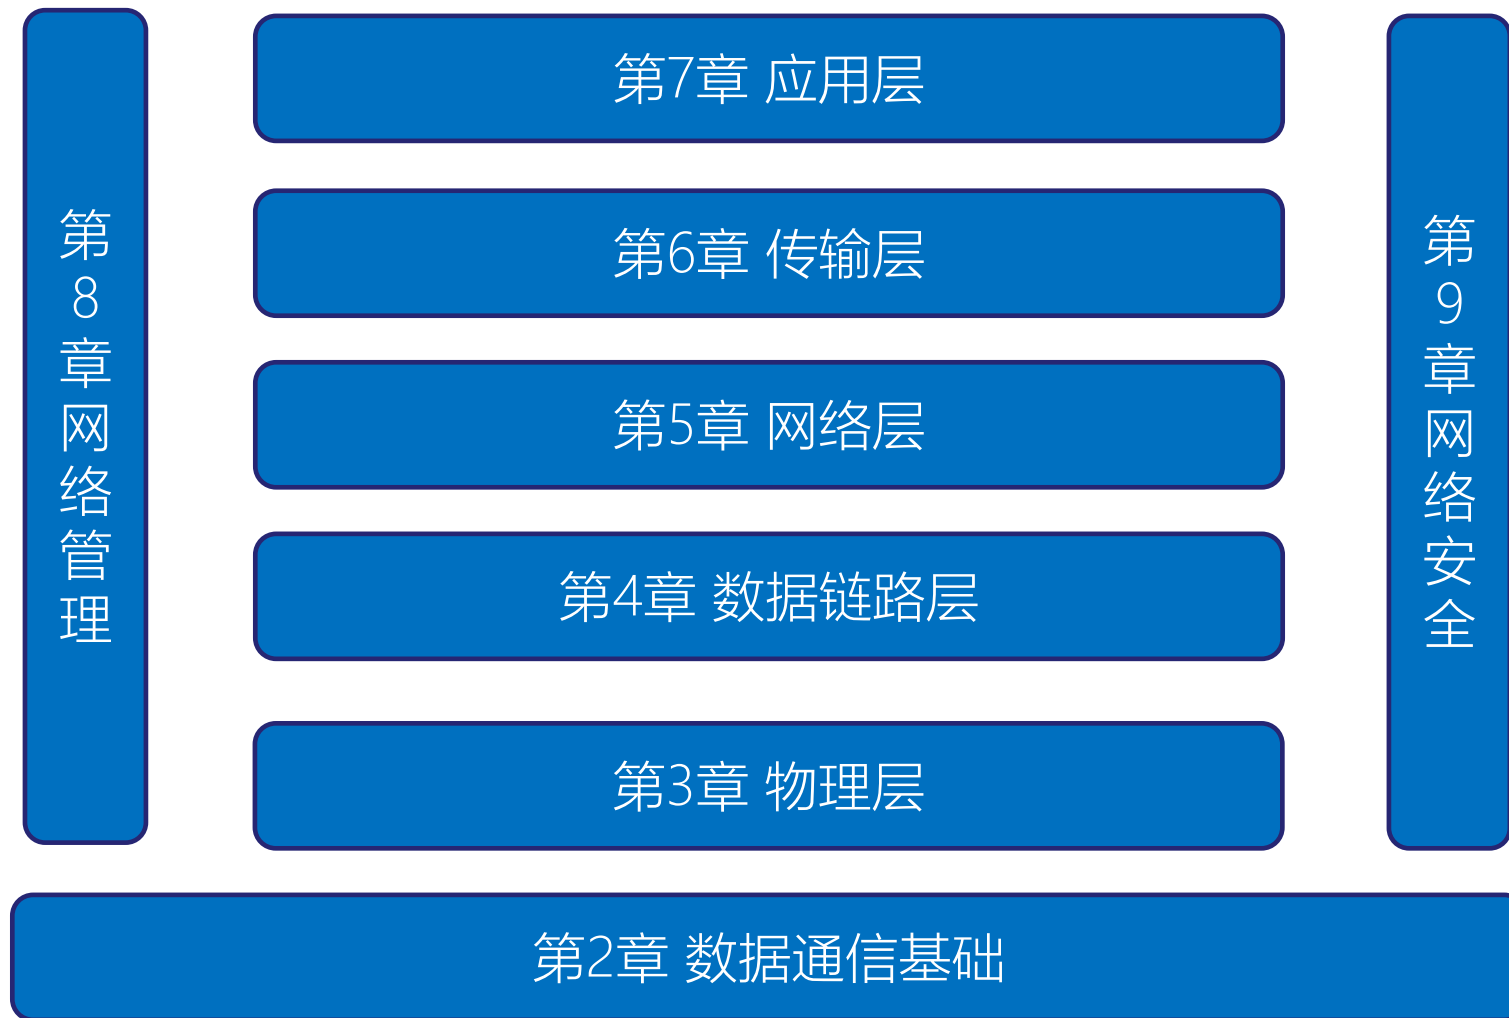 第8章网络管理
第7章 应用层
第6章 传输层
第5章 网络层
第4章 数据链路层
第3章 物理层
第9章网络安全
第2章 数据通信基础